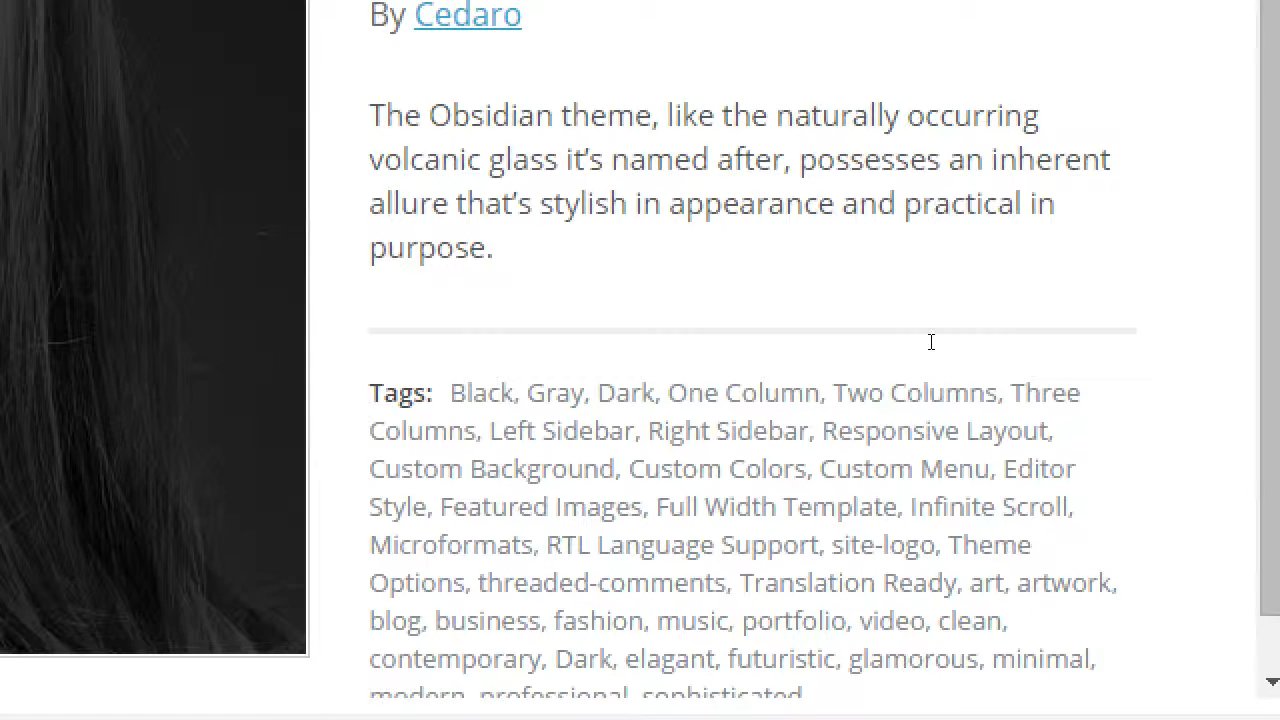 By Cedaro
The Obsidian theme, like the naturally occurring
volcanic glass it’s named after, possesses an inherent
allure that’s stylish in appearance and practical in
purpose.
Tags: Black, Gray, Dark, One Column, Two Columns, Three
Columns, Left Sidebar, Right Sidebar, Responsive Layout,
Custom Background, Custom Colors, Custom Menu, Editor
Style, Featured Images, Full Width Template, Infinite Scroll,
Microformats, RTL Language Support, site-logo, Theme
Options, threaded-comments, Translation Ready, art, artwork,
blog, business, fashion, music, portfolio, video, clean,
contemporary, Dark, elagant, futuristic, glamorous, minimal,
modern, professional, sophisticated